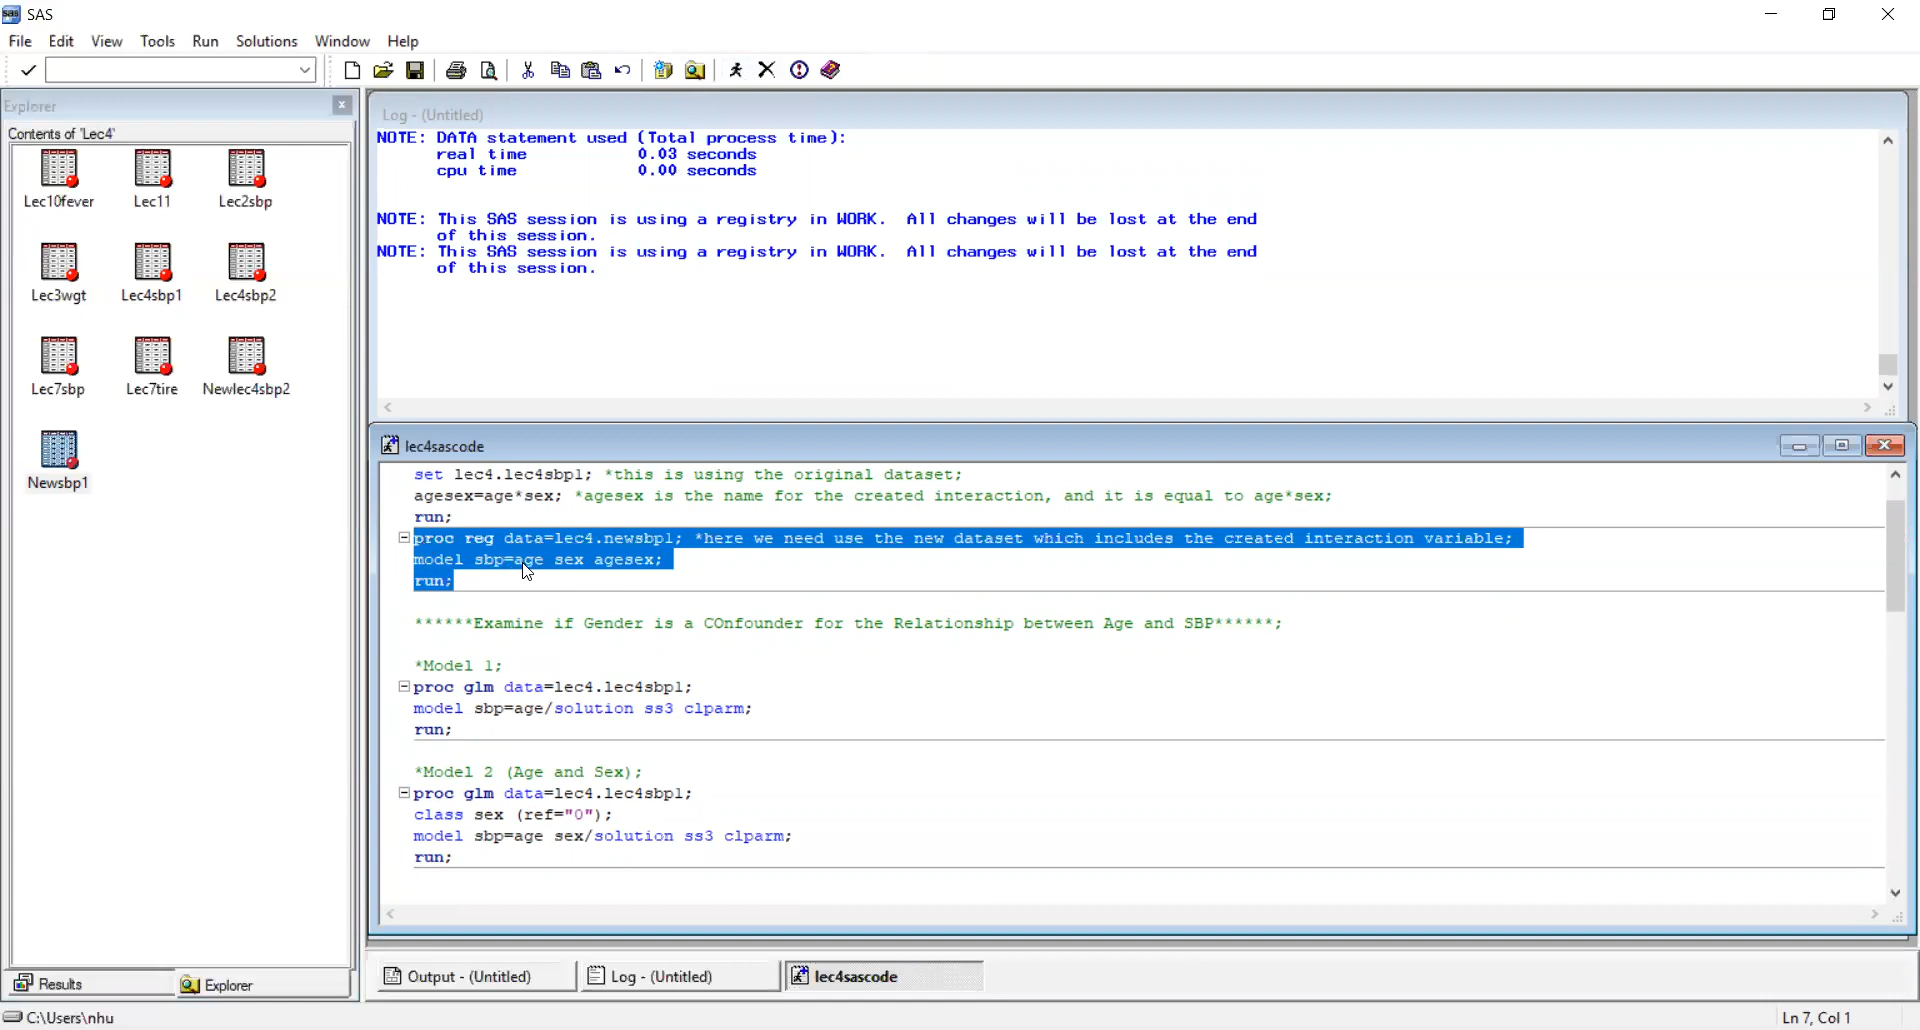 SAS
File Edit View Tools Run Solutions Window Help
Explorer
Contents of 'Lec4'
Lec10fever Lec11 Lec2sbp
Lec3wgt Lec4sbp1 Lec4sbp2
Lec7sbp Lec7tire Newlec4sbp2
Newsbp1
Log - (Untitled)
NOTE: DATA statement used (Total process time):
real time 0.03 seconds
cpu time 0.00 seconds
NOTE: This SAS session is using a registry in WORK. All changes will be lost at the end
of this session.
NOTE: This SAS session is using a registry in WORK. All changes will be lost at the end
of this session.
lec4sascode
set lec4.lec4sbp1; *this is using the original dataset;
agesex=age*sex; *agesex is the name for the created interaction, and it is equal to age*sex;
run;
proc reg data=lec4.newsbp1; *here we need use the new dataset which includes the created interaction variable;
model sbp=age sex agesex;
run;
******Examine if Gender is a COnfounder for the Relationship between Age and SBP******;
*Model 1;
proc glm data=lec4.lec4sbp1;
model sbp=age/solution ss3 clparm;
run;
*Model 2 (Age and Sex);
proc glm data=lec4.lec4sbp1;
class sex (ref="0");
model sbp=age sex/solution ss3 clparm;
run;
Results Explorer
Output - (Untitled) Log - (Untitled) lec4sascode
C:\Users\nhu
Ln 7, Col 1